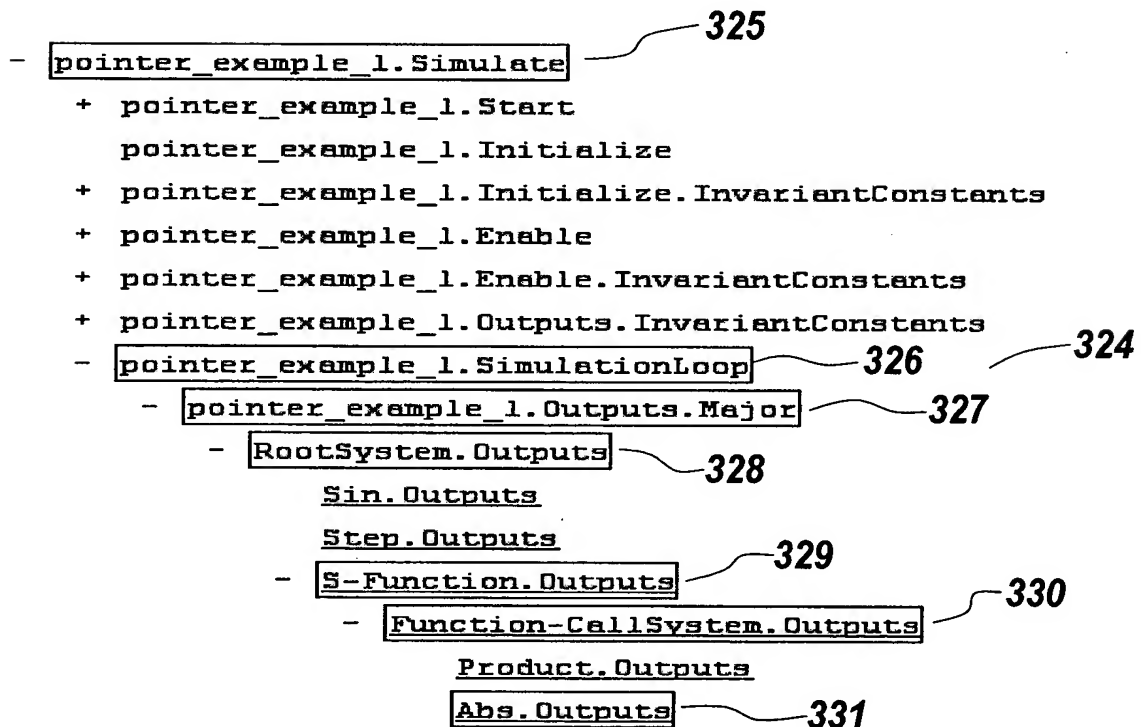 325
- pointer_example_1.Simulate
+ pointer_example_1.Start
pointer_example_1.Initialize
+ pointer_example_1.Initialize.InvariantConstants
+ pointer_example_1.Enable
+ pointer_example_1.Enable.InvariantConstants
+ pointer_example_1.Outputs.InvariantConstants
324
- pointer_example_1.SimulationLoop 326
- pointer_example_1.Outputs.Major 327
- RootSystem.Outputs 328
Sin.Outputs
Step.Outputs
- S-Function.Outputs 329
- Function-CallSystem.Outputs 330
Product.Outputs
Abs.Outputs 331